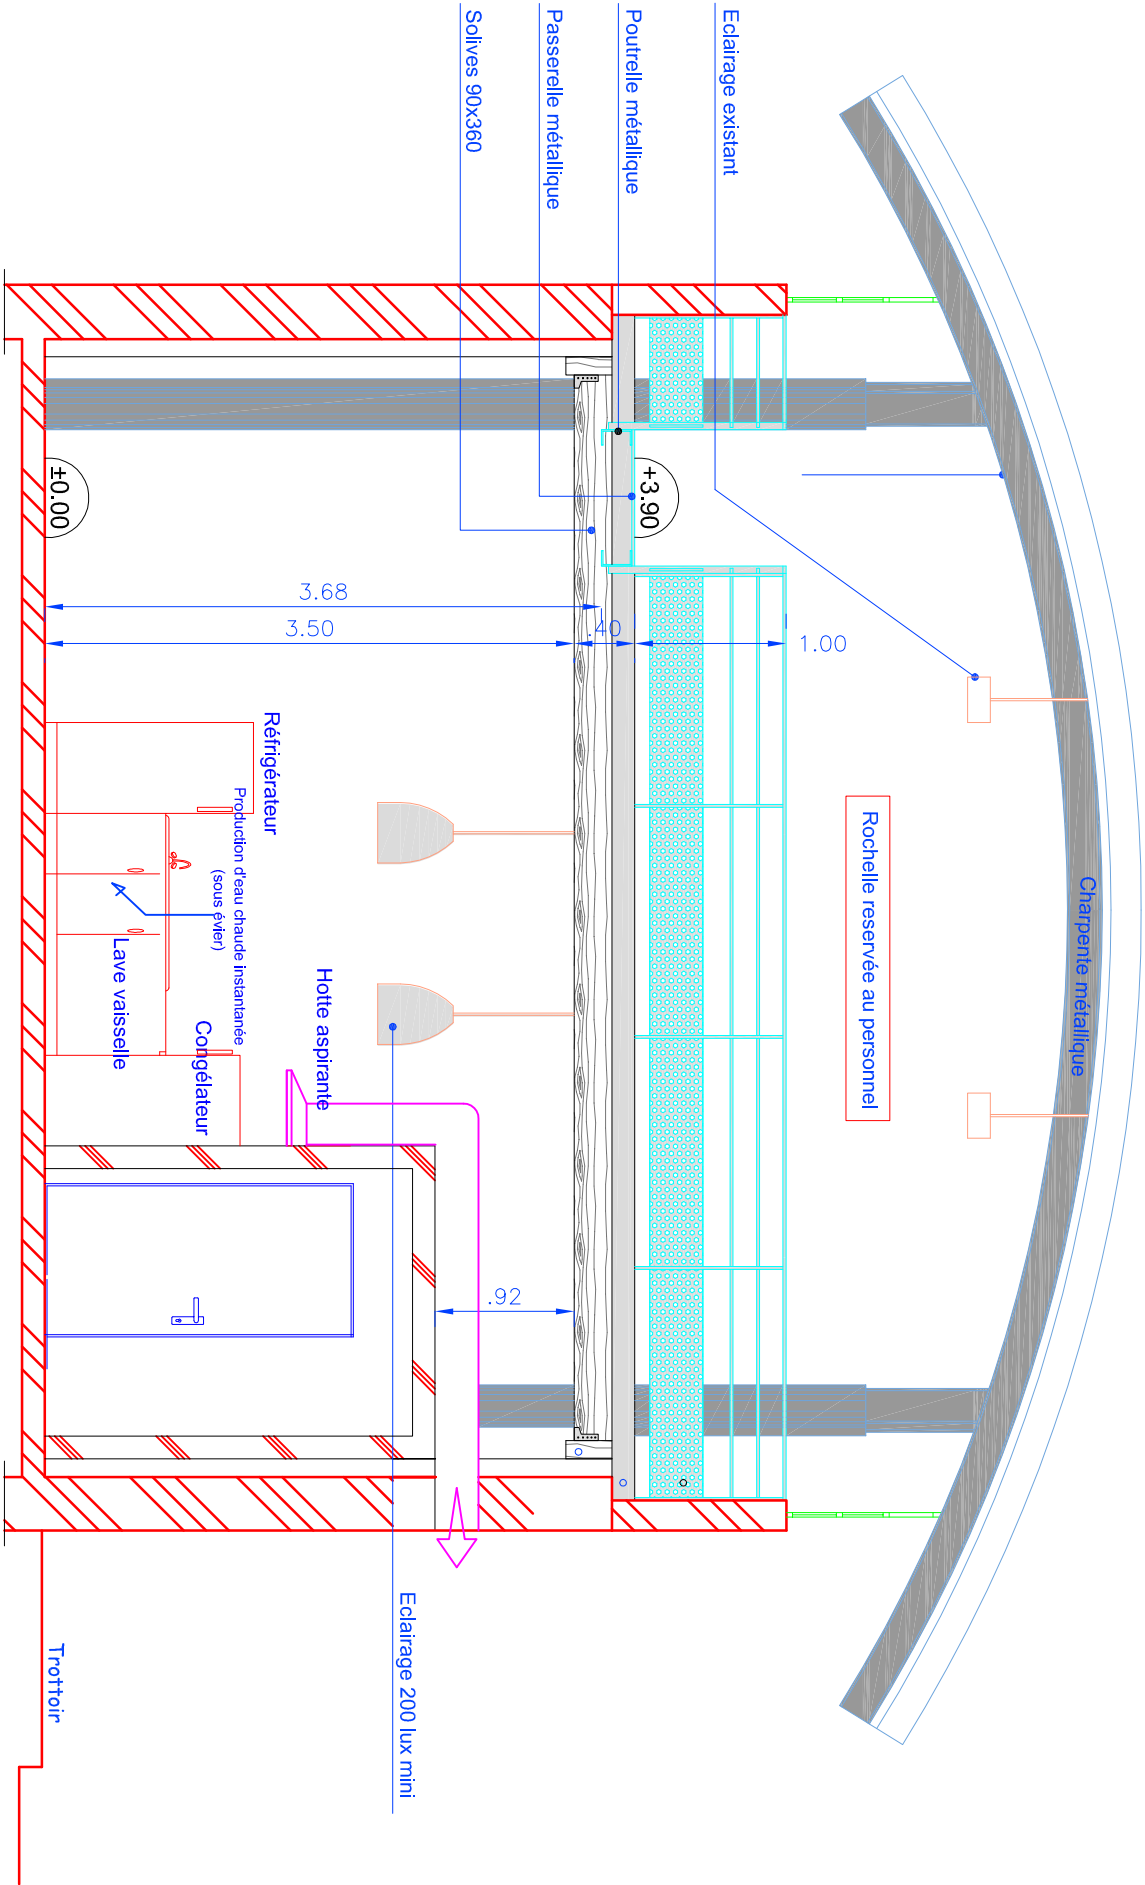 Charpente métallique
Eclairage existant
Rochelle reservée au personnel
1.00
Poutrelle métallique
+3.90
.40
Passerelle métallique
Solives 90x360
3.68
3.50
.92
Eclairage 200 lux mini
Hotte aspirante
Réfrigérateur
Production d'eau chaude instantanée
(sous évier)
Congélateur
Lave vaisselle
±0.00
Trottoir